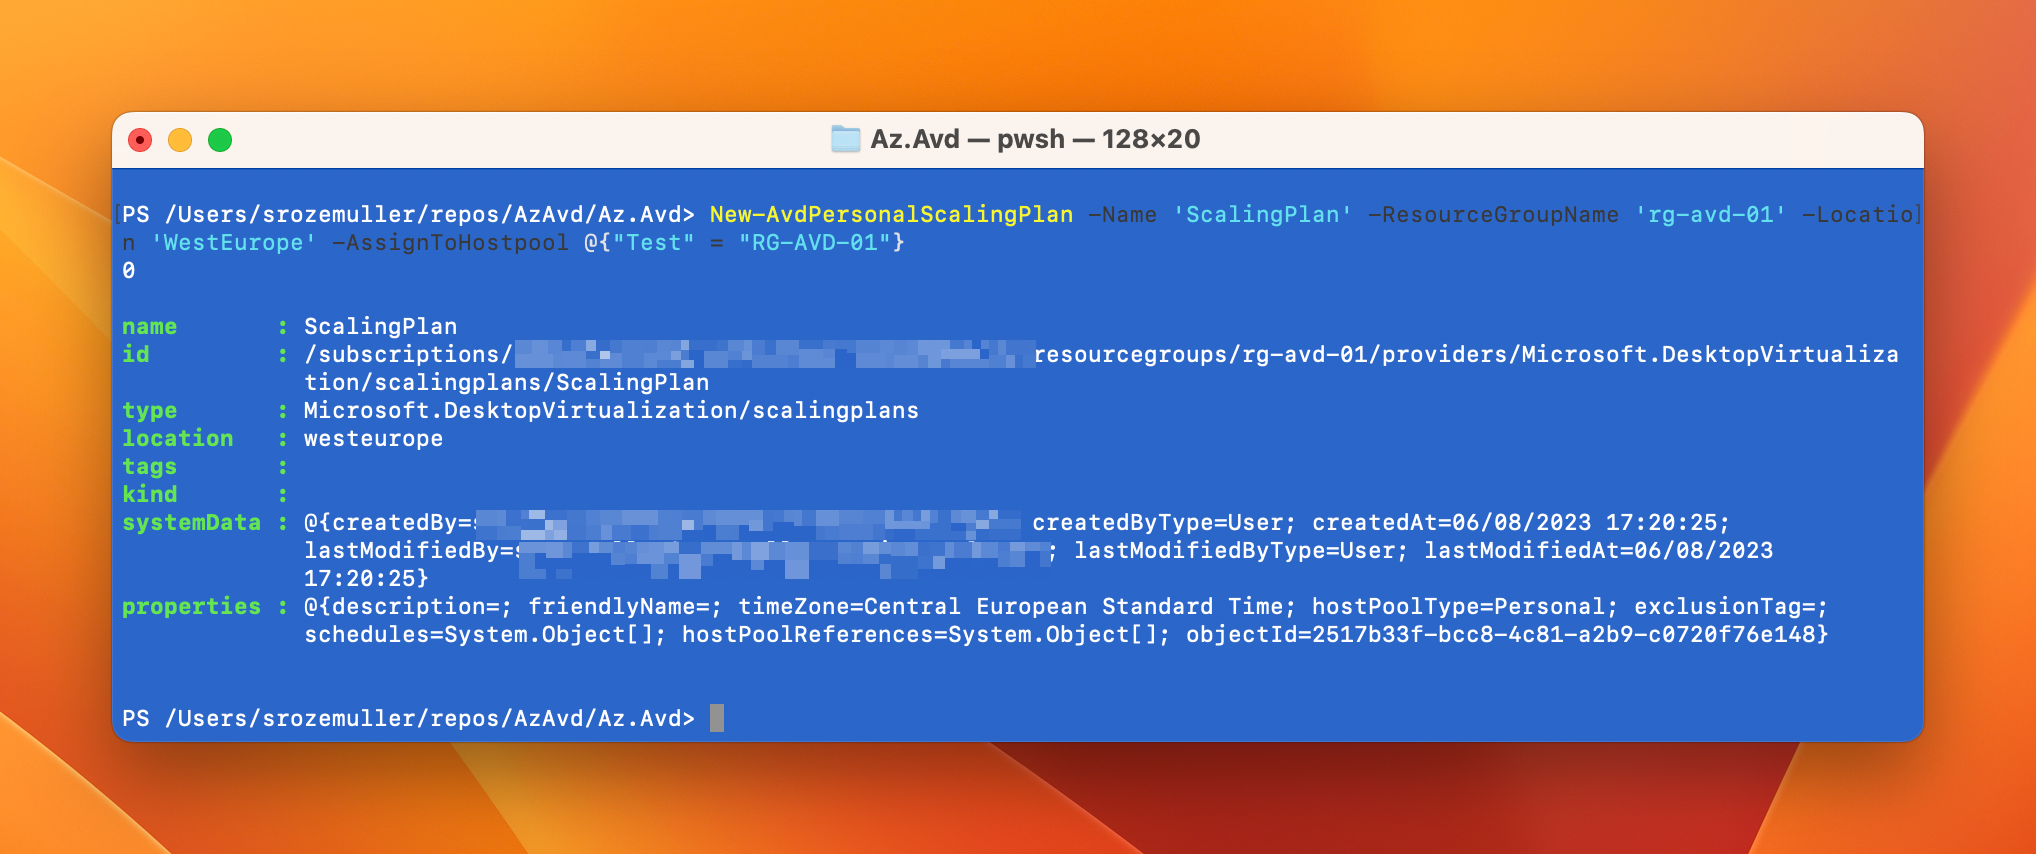 Az.Avd — pwsh — 128×20
PS /Users/srozemuller/repos/AzAvd/Az.Avd> New-AvdPersonalScalingPlan -Name 'ScalingPlan' -ResourceGroupName 'rg-avd-01' -Locatio
n 'WestEurope' -AssignToHostpool @{"Test" = "RG-AVD-01"}
0
name : ScalingPlan
id : /subscriptions/ resourcegroups/rg-avd-01/providers/Microsoft.DesktopVirtualiza
tion/scalingplans/ScalingPlan
type : Microsoft.DesktopVirtualization/scalingplans
location : westeurope
tags :
kind :
systemData : @{createdBy= createdByType=User; createdAt=06/08/2023 17:20:25;
lastModifiedBy= ; lastModifiedByType=User; lastModifiedAt=06/08/2023
17:20:25}
properties : @{description=; friendlyName=; timeZone=Central European Standard Time; hostPoolType=Personal; exclusionTag=;
schedules=System.Object[]; hostPoolReferences=System.Object[]; objectId=2517b33f-bcc8-4c81-a2b9-c0720f76e148}
PS /Users/srozemuller/repos/AzAvd/Az.Avd>